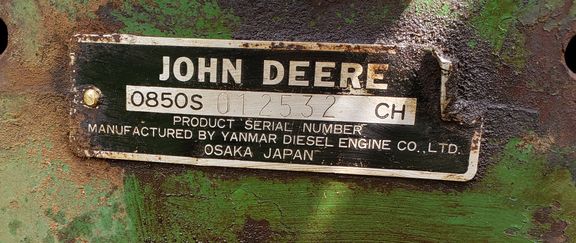 JOHN DEERE
0850S 012532 CH
PRODUCT SERIAL NUMBER
MANUFACTURED BY YANMAR DIESEL ENGINE CO.,LTD.
OSAKA JAPAN